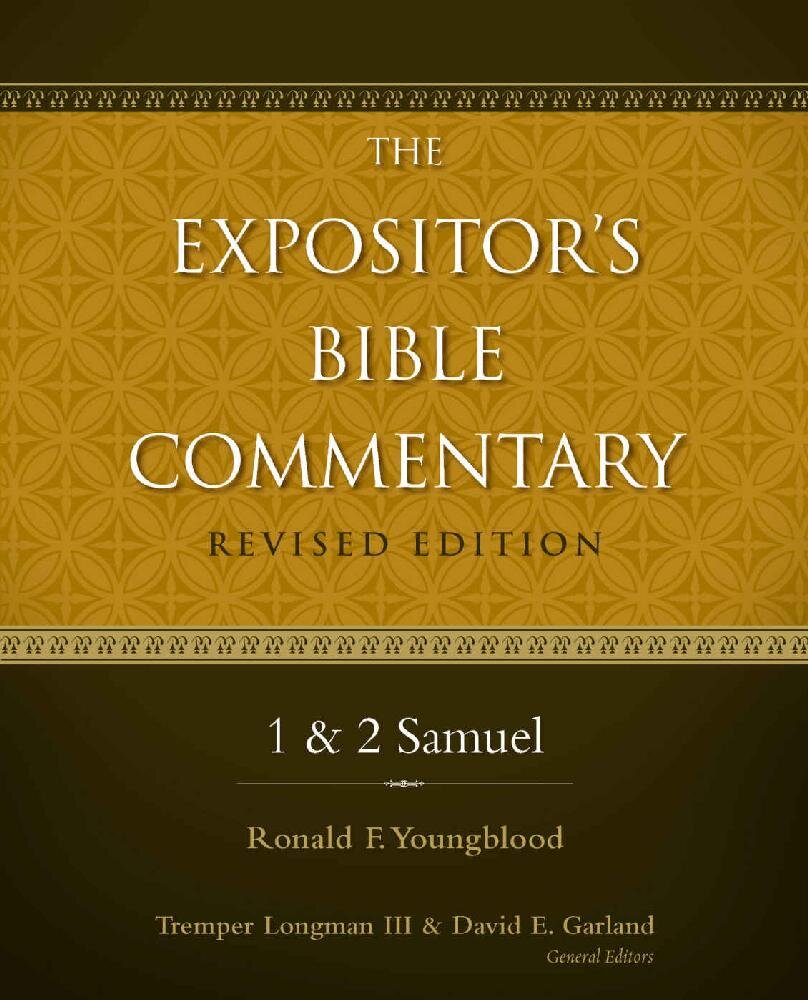 THE
EXPOSITOR’S
BIBLE
COMMENTARY
REVISED EDITION
1 & 2 Samuel
Ronald F. Youngblood
Tremper Longman III & David E. Garland
General Editors